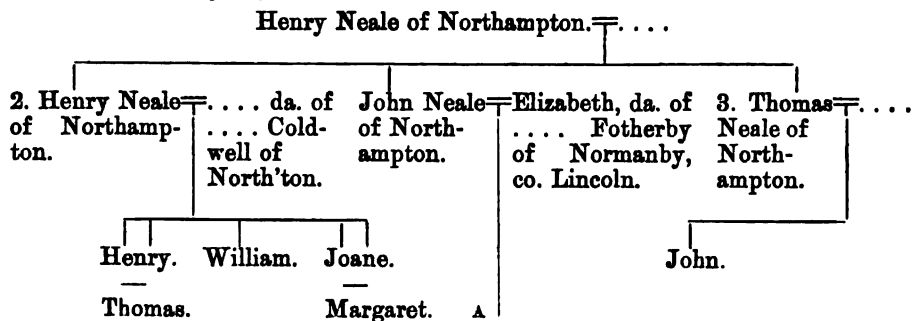 Henry Neale of Northampton.=. . . .
2. Henry Neale=. . . . da. of John Neale=Elizabeth, da. of 3. Thomas=. . . .
of Northamp- . . . . Cold- of North- . . . . Fotherby Neale of
ton. well of ampton. of Normanby, North-
North'ton. co. Lincoln. ampton.
Henry. William. Joane. John.
Thomas. Margaret. A